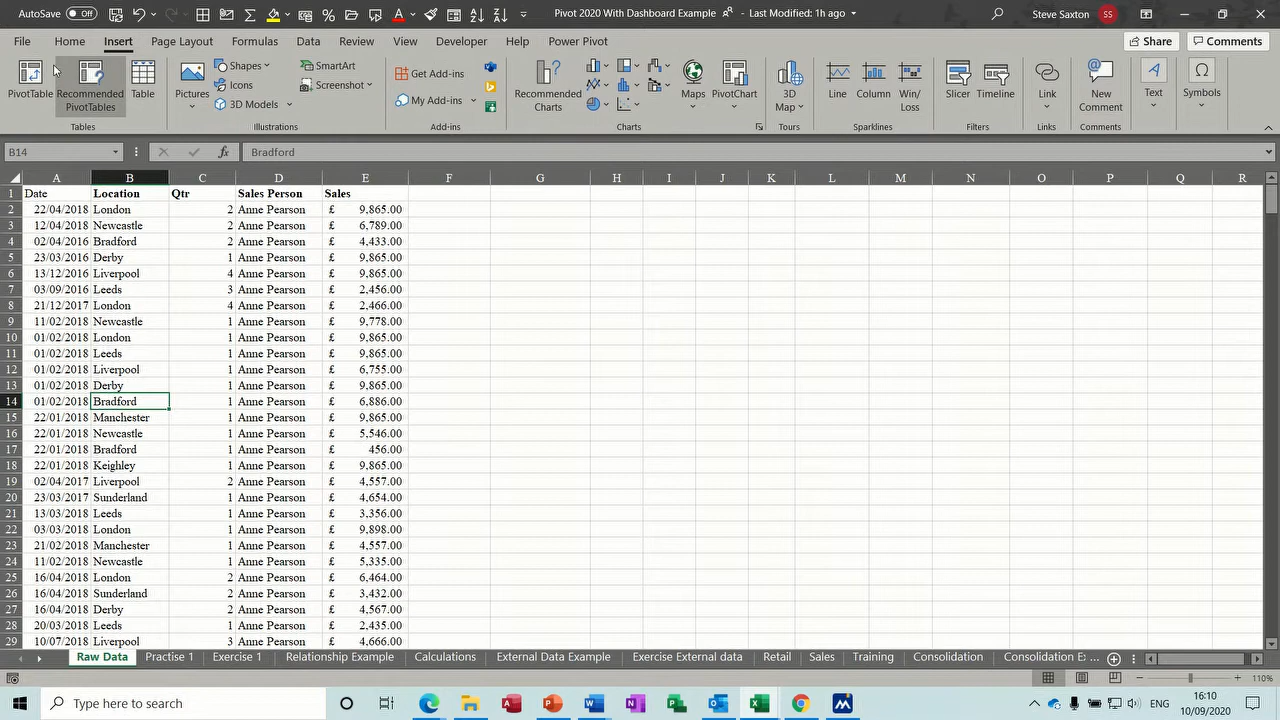 AutoSave Off Pivot 2020 With Dashboard Example - Last Modified: 1h ago Steve Saxton SS
File Home Insert Page Layout Formulas Data Review View Developer Help Power Pivot Share Comments
PivotTable Recommended PivotTables Table Pictures Shapes Icons 3D Models SmartArt Screenshot Get Add-ins My Add-ins Recommended Charts Maps PivotChart 3D Map Line Column Win/Loss Slicer Timeline Link New Comment Text Symbols
Tables Illustrations Add-ins Charts Tours Sparklines Filters Links Comments
B14 fx Bradford
A B C D E F G H I J K L M N O P Q R
1 Date Location Qtr Sales Person Sales
2 22/04/2018 London 2 Anne Pearson £ 9,865.00
3 12/04/2018 Newcastle 2 Anne Pearson £ 6,789.00
4 02/04/2016 Bradford 2 Anne Pearson £ 4,433.00
5 23/03/2016 Derby 1 Anne Pearson £ 9,865.00
6 13/12/2016 Liverpool 4 Anne Pearson £ 9,865.00
7 03/09/2016 Leeds 3 Anne Pearson £ 2,456.00
8 21/12/2017 London 4 Anne Pearson £ 2,466.00
9 11/02/2018 Newcastle 1 Anne Pearson £ 9,778.00
10 01/02/2018 London 1 Anne Pearson £ 9,865.00
11 01/02/2018 Leeds 1 Anne Pearson £ 9,865.00
12 01/02/2018 Liverpool 1 Anne Pearson £ 6,755.00
13 01/02/2018 Derby 1 Anne Pearson £ 9,865.00
14 01/02/2018 Bradford 1 Anne Pearson £ 6,886.00
15 22/01/2018 Manchester 1 Anne Pearson £ 9,865.00
16 22/01/2018 Newcastle 1 Anne Pearson £ 5,546.00
17 22/01/2018 Bradford 1 Anne Pearson £ 456.00
18 22/01/2018 Keighley 1 Anne Pearson £ 9,865.00
19 02/04/2017 Liverpool 2 Anne Pearson £ 4,557.00
20 23/03/2017 Sunderland 1 Anne Pearson £ 4,654.00
21 13/03/2018 Leeds 1 Anne Pearson £ 3,356.00
22 03/03/2018 London 1 Anne Pearson £ 9,898.00
23 21/02/2018 Manchester 1 Anne Pearson £ 4,557.00
24 11/02/2018 Newcastle 1 Anne Pearson £ 5,335.00
25 16/04/2018 London 2 Anne Pearson £ 6,464.00
26 16/04/2018 Sunderland 2 Anne Pearson £ 3,432.00
27 16/04/2018 Derby 2 Anne Pearson £ 4,567.00
28 20/03/2018 Leeds 1 Anne Pearson £ 2,435.00
29 10/07/2018 Liverpool 3 Anne Pearson £ 4,666.00
Raw Data Practise 1 Exercise 1 Relationship Example Calculations External Data Example Exercise External data Retail Sales Training Consolidation Consolidation Ex ...
110%
Type here to search ENG 16:10
10/09/2020